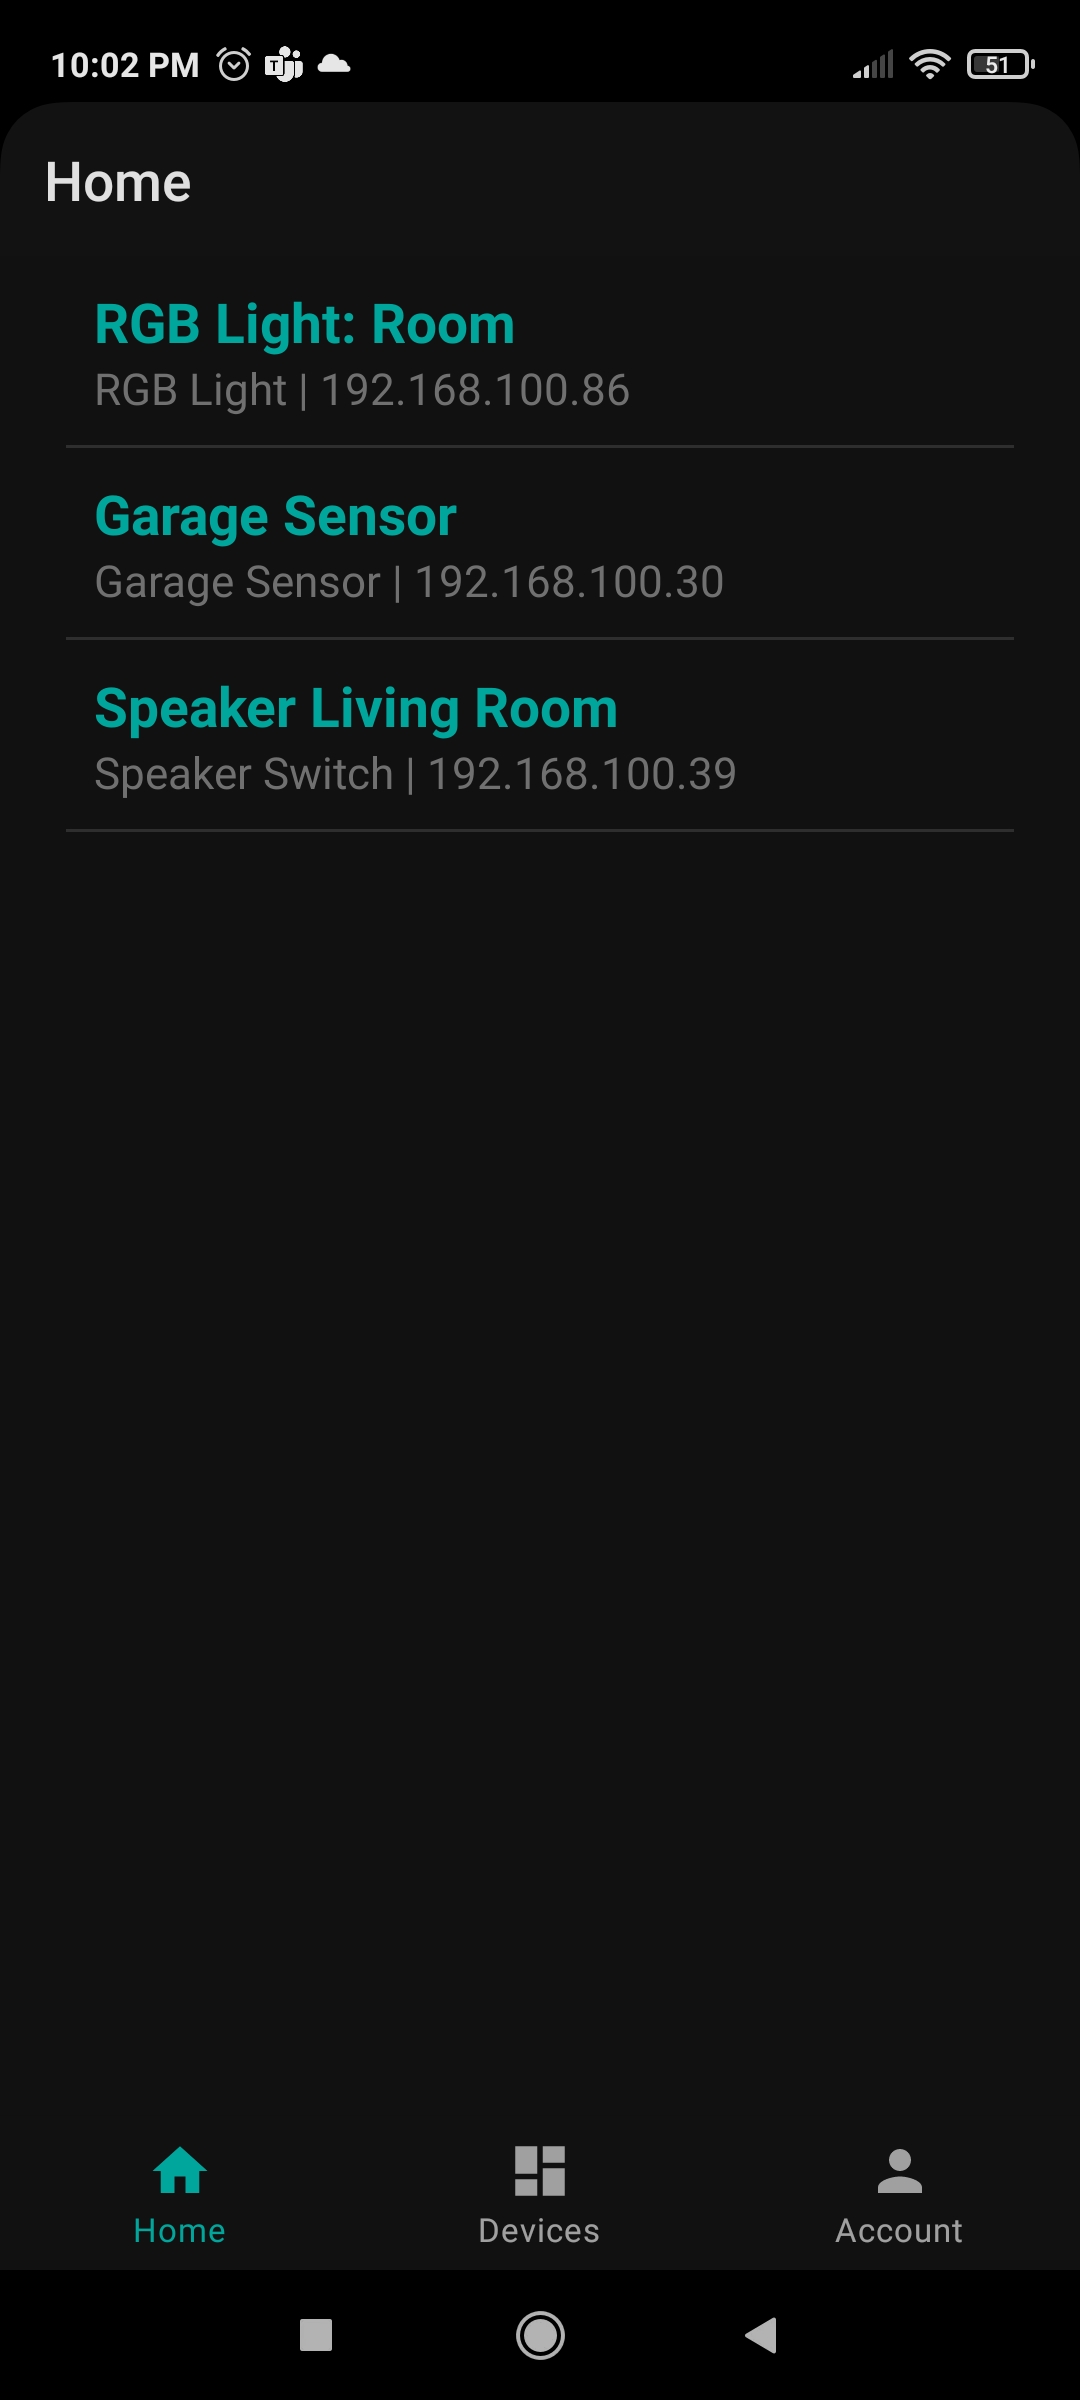 10:02 PM
51
Home
RGB Light: Room
RGB Light | 192.168.100.86
Garage Sensor
Garage Sensor | 192.168.100.30
Speaker Living Room
Speaker Switch | 192.168.100.39
Home
Devices
Account